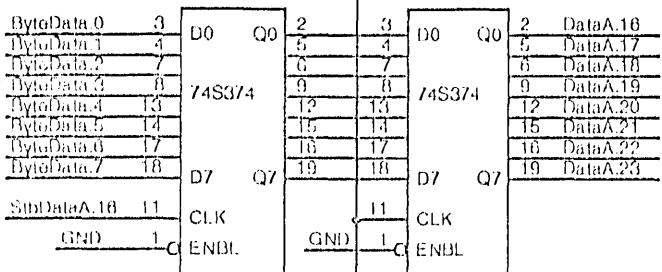 ByteData.0 3 D0 Q0 2 3 D0 Q0 2 DataA.16
ByteData.1 4 5 4 5 DataA.17
ByteData.2 7 6 7 6 DataA.18
ByteData.3 8 74S374 9 8 74S374 9 DataA.19
ByteData.4 13 12 13 12 DataA.20
ByteData.5 14 15 14 15 DataA.21
ByteData.6 17 16 17 16 DataA.22
ByteData.7 18 D7 Q7 19 18 D7 Q7 19 DataA.23
StbDataA.16 11 CLK 11 CLK
GND 1 ENBL GND 1 ENBL